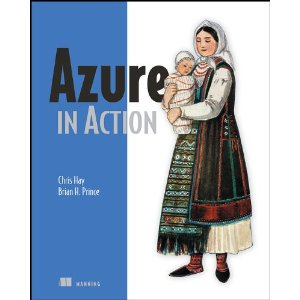 Azure
IN ACTION
Chris Hay
Brian H. Prince
MANNING